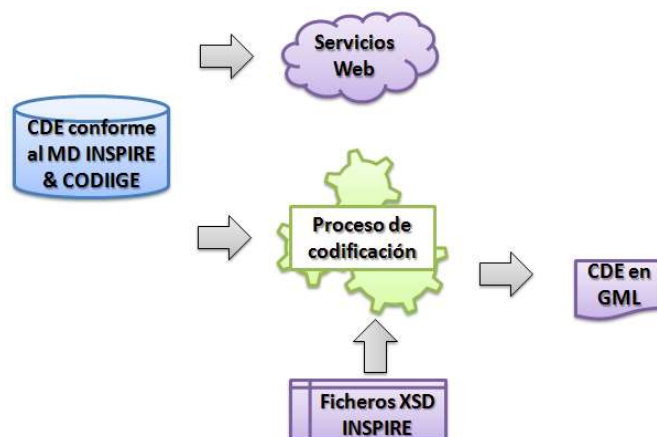 Servicios
Web
CDE conforme
al MD INSPIRE
& CODIIGE
Proceso de
codificación
CDE en
GML
Ficheros XSD
INSPIRE